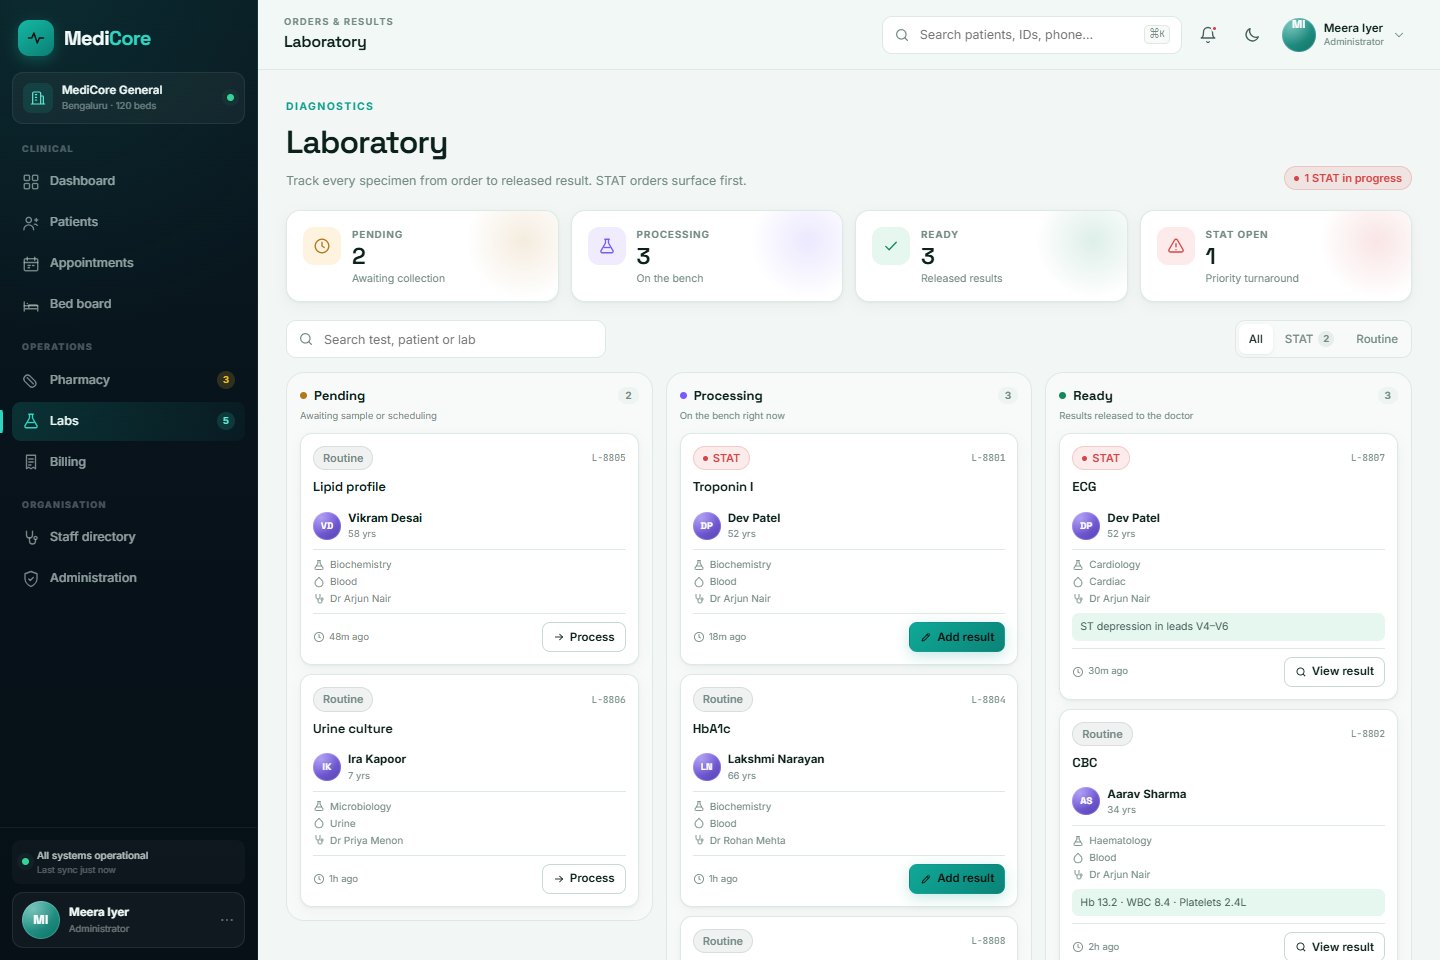 MediCore
MediCore General
Bengaluru · 120 beds
CLINICAL
Dashboard
Patients
Appointments
Bed board
OPERATIONS
Pharmacy 3
Labs 5
Billing
ORGANISATION
Staff directory
Administration
All systems operational
Last sync just now
MI
Meera Iyer
Administrator
ORDERS & RESULTS
Laboratory
Search patients, IDs, phone...
⌘K
MI
Meera Iyer
Administrator
DIAGNOSTICS
Laboratory
Track every specimen from order to released result. STAT orders surface first.
1 STAT in progress
PENDING
2
Awaiting collection
PROCESSING
3
On the bench
READY
3
Released results
STAT OPEN
1
Priority turnaround
Search test, patient or lab
All
STAT 2
Routine
Pending 2
Awaiting sample or scheduling
Routine L-8805
Lipid profile
VD
Vikram Desai
58 yrs
Biochemistry
Blood
Dr Arjun Nair
48m ago
Process
Routine L-8806
Urine culture
IK
Ira Kapoor
7 yrs
Microbiology
Urine
Dr Priya Menon
1h ago
Process
Processing 3
On the bench right now
STAT L-8801
Troponin I
DP
Dev Patel
52 yrs
Biochemistry
Blood
Dr Arjun Nair
18m ago
Add result
Routine L-8804
HbA1c
LN
Lakshmi Narayan
66 yrs
Biochemistry
Blood
Dr Rohan Mehta
1h ago
Add result
Routine L-8808
Ready 3
Results released to the doctor
STAT L-8807
ECG
DP
Dev Patel
52 yrs
Cardiology
Cardiac
Dr Arjun Nair
ST depression in leads V4–V6
30m ago
View result
Routine L-8802
CBC
AS
Aarav Sharma
34 yrs
Haematology
Blood
Dr Arjun Nair
Hb 13.2 · WBC 8.4 · Platelets 2.4L
2h ago
View result